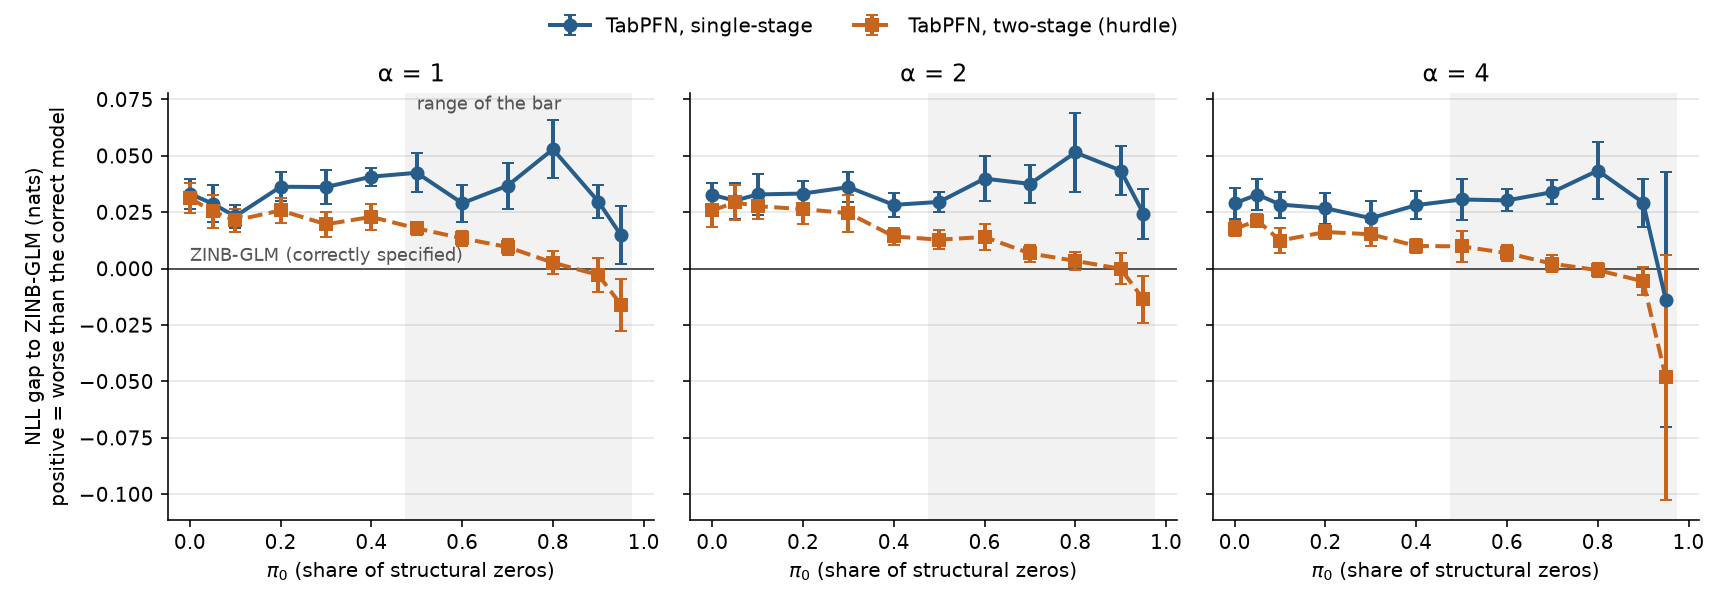 TabPFN, single-stage
TabPFN, two-stage (hurdle)
α = 1
α = 2
α = 4
NLL gap to ZINB-GLM (nats)
positive = worse than the correct model
0.075
0.050
0.025
0.000
−0.025
−0.050
−0.075
−0.100
range of the bar
ZINB-GLM (correctly specified)
0.0 0.2 0.4 0.6 0.8 1.0
0.0 0.2 0.4 0.6 0.8 1.0
0.0 0.2 0.4 0.6 0.8 1.0
π₀ (share of structural zeros)
π₀ (share of structural zeros)
π₀ (share of structural zeros)